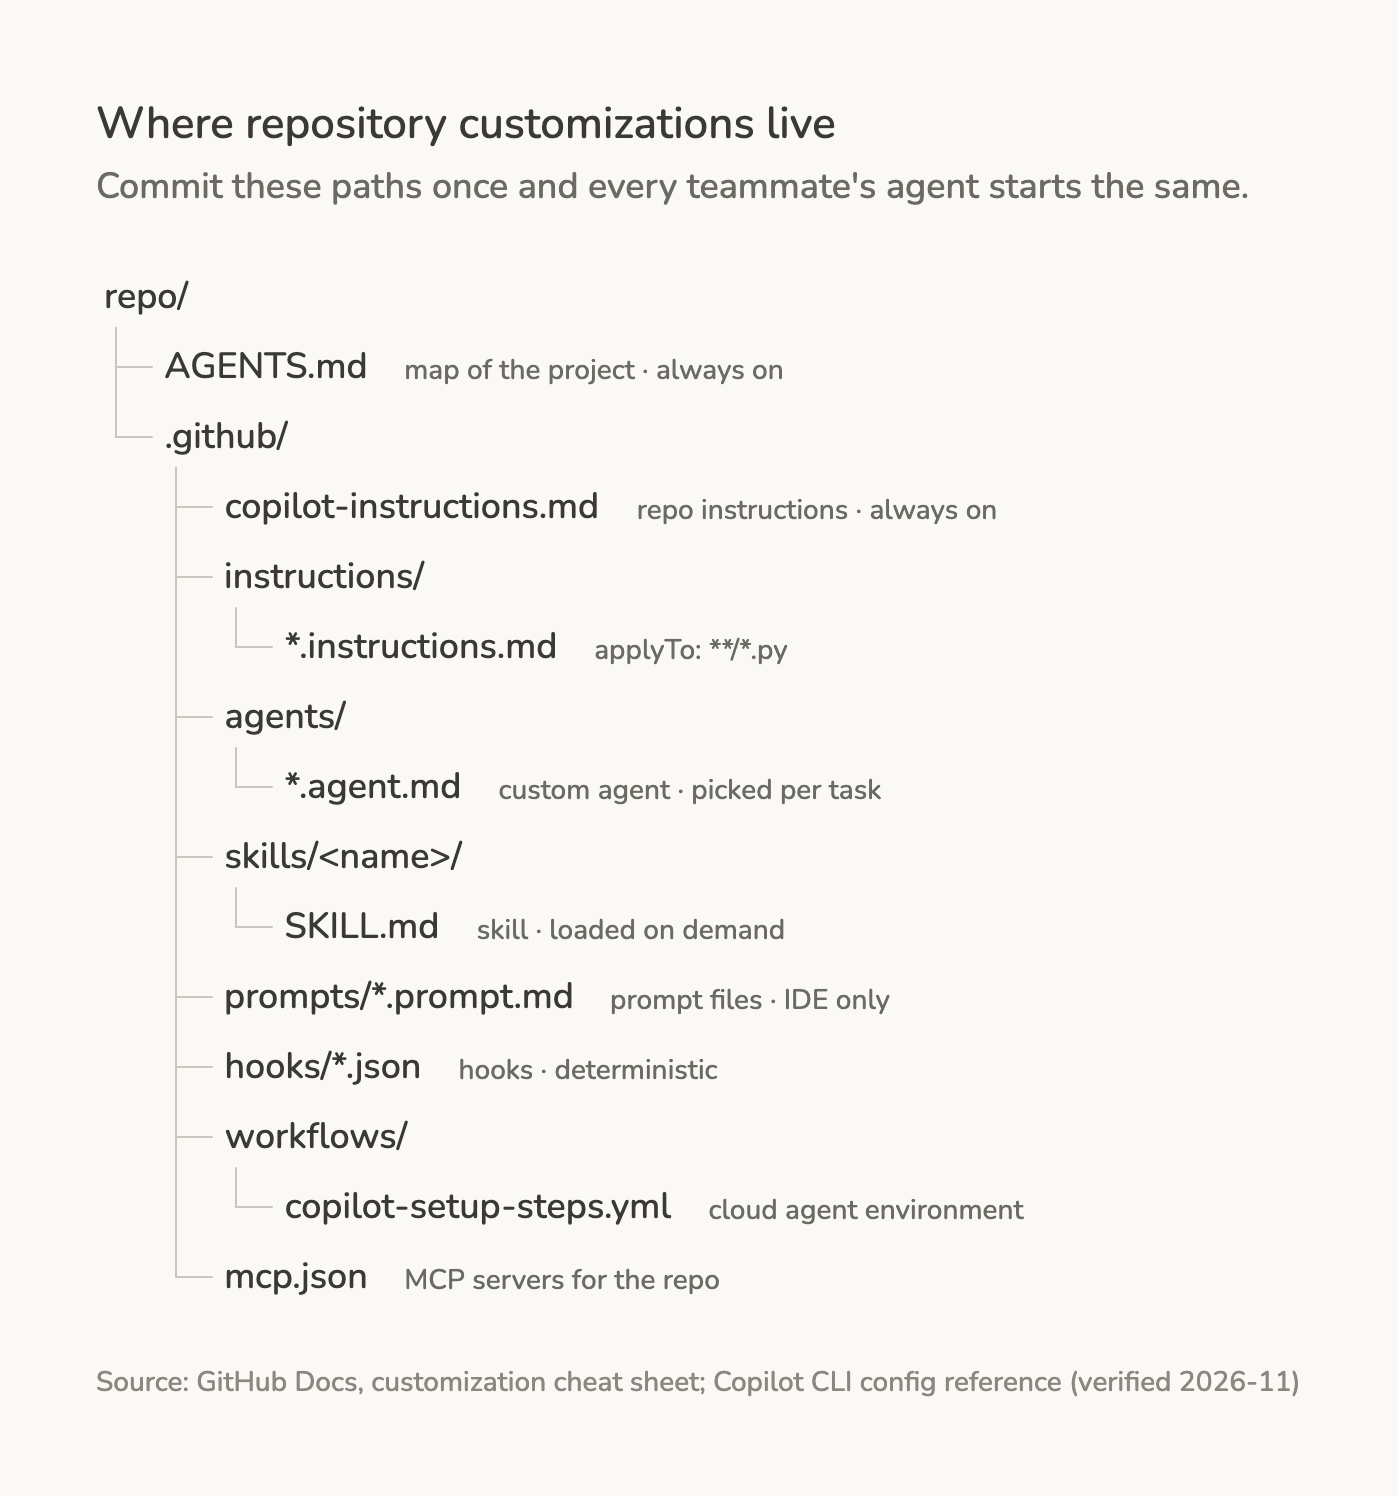 Where repository customizations live
Commit these paths once and every teammate's agent starts the same.
repo/
AGENTS.md map of the project · always on
.github/
copilot-instructions.md repo instructions · always on
instructions/
*.instructions.md applyTo: **/*.py
agents/
*.agent.md custom agent · picked per task
skills/<name>/
SKILL.md skill · loaded on demand
prompts/*.prompt.md prompt files · IDE only
hooks/*.json hooks · deterministic
workflows/
copilot-setup-steps.yml cloud agent environment
mcp.json MCP servers for the repo
Source: GitHub Docs, customization cheat sheet; Copilot CLI config reference (verified 2026-11)